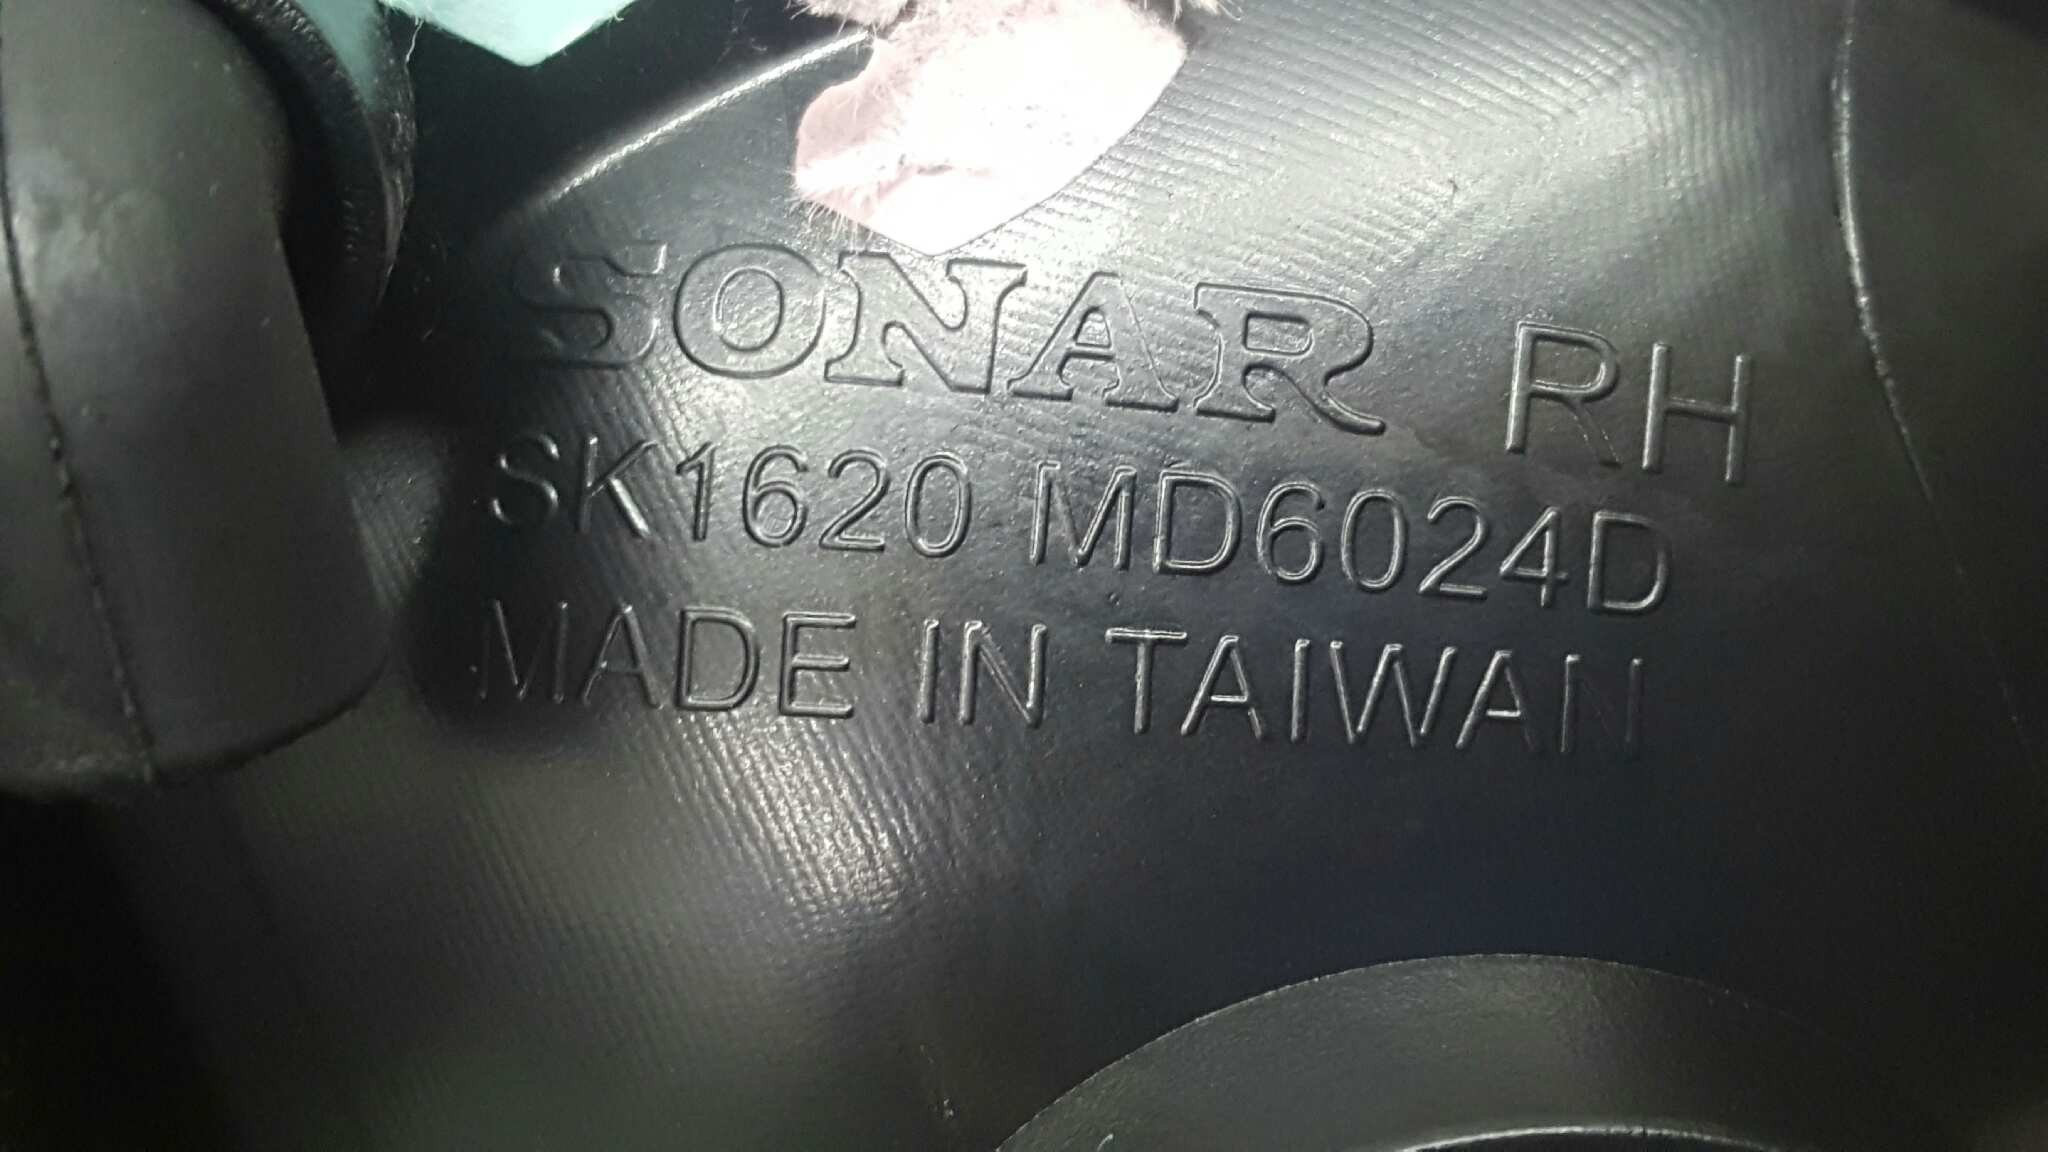 SONAR RH
SK1620 MD6024D
MADE IN TAIWAN